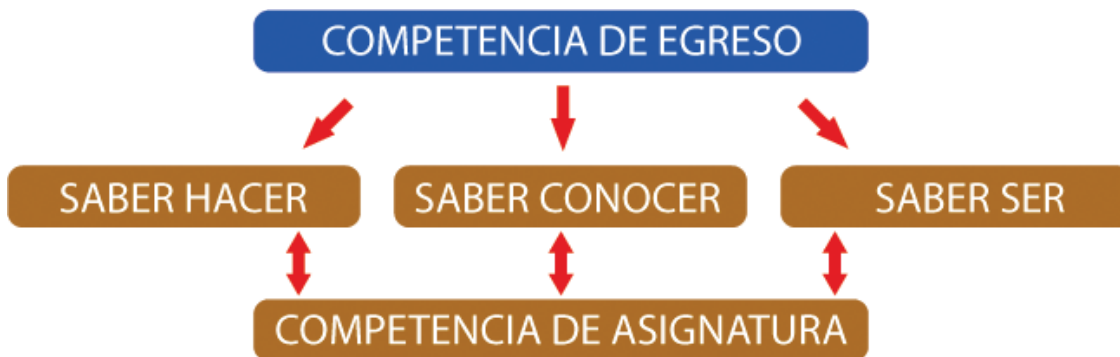 COMPETENCIA DE EGRESO
SABER HACER
SABER CONOCER
SABER SER
COMPETENCIA DE ASIGNATURA